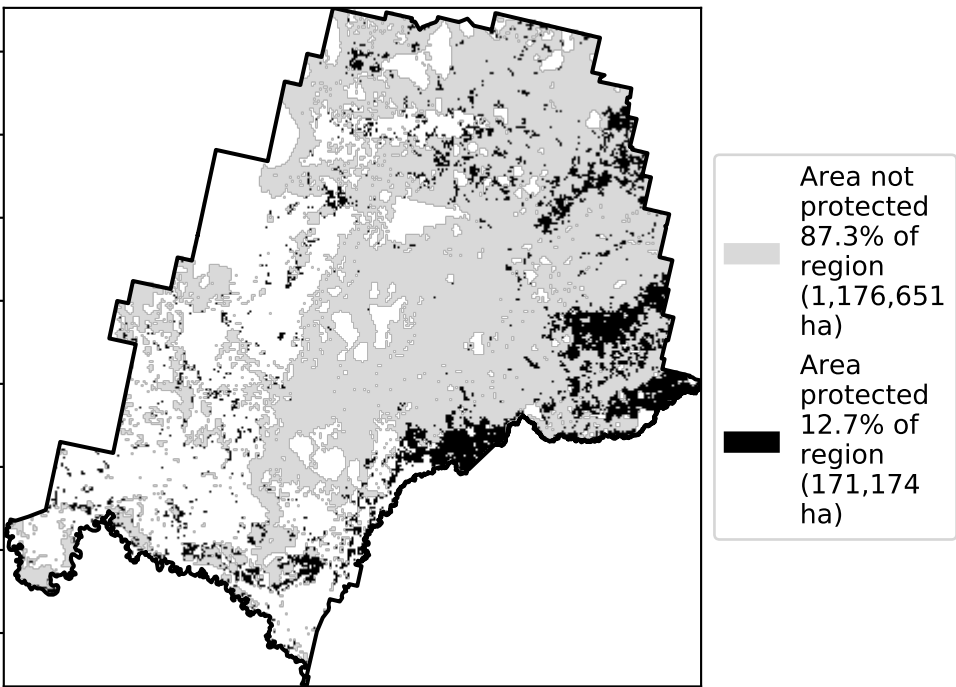 Area not
protected
87.3% of
region
(1,176,651
ha)
Area
protected
12.7% of
region
(171,174
ha)